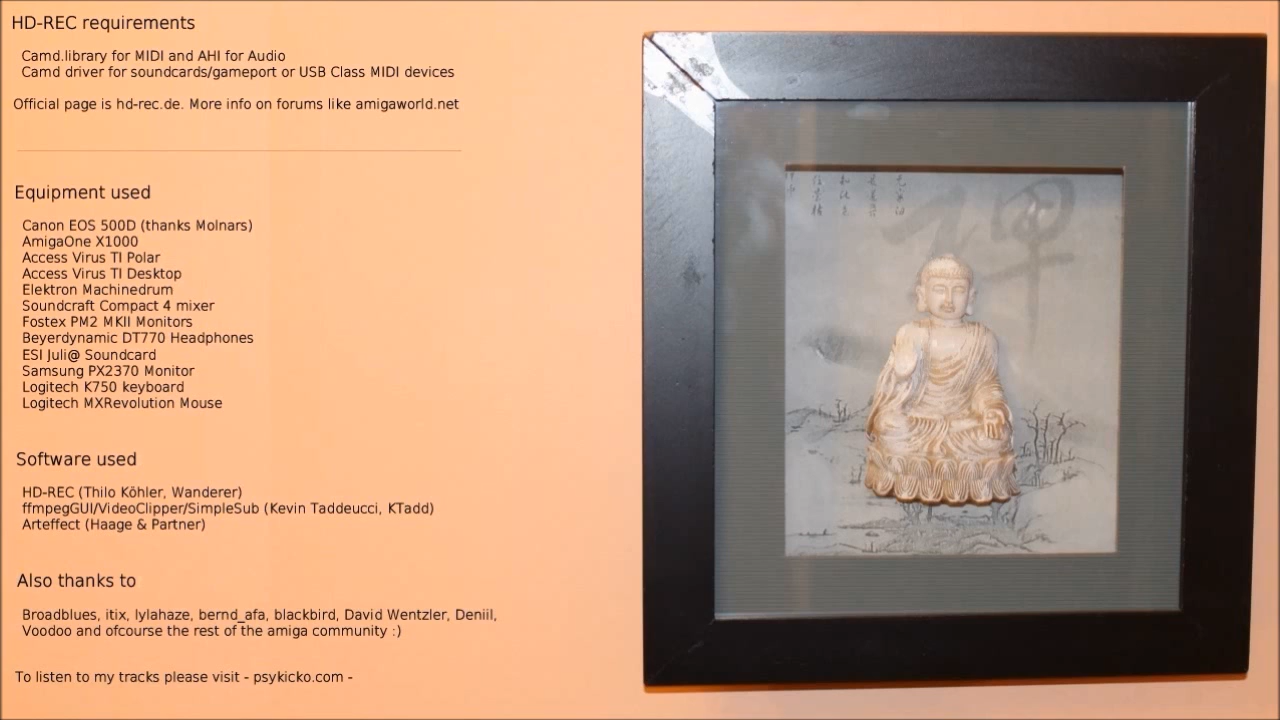 HD-REC requirements
Camd.library for MIDI and AHI for Audio
Camd driver for soundcards/gameport or USB Class MIDI devices
Official page is hd-rec.de. More info on forums like amigaworld.net
Equipment used
Canon EOS 500D (thanks Molnars)
AmigaOne X1000
Access Virus TI Polar
Access Virus TI Desktop
Elektron Machinedrum
Soundcraft Compact 4 mixer
Fostex PM2 MKII Monitors
Beyerdynamic DT770 Headphones
ESI Juli@ Soundcard
Samsung PX2370 Monitor
Logitech K750 keyboard
Logitech MXRevolution Mouse
Software used
HD-REC (Thilo Köhler, Wanderer)
ffmpegGUI/VideoClipper/SimpleSub (Kevin Taddeucci, KTadd)
Arteffect (Haage & Partner)
Also thanks to
Broadblues, itix, lylahaze, bernd_afa, blackbird, David Wentzler, Deniil,
Voodoo and ofcourse the rest of the amiga community :)
To listen to my tracks please visit - psykicko.com -
禅